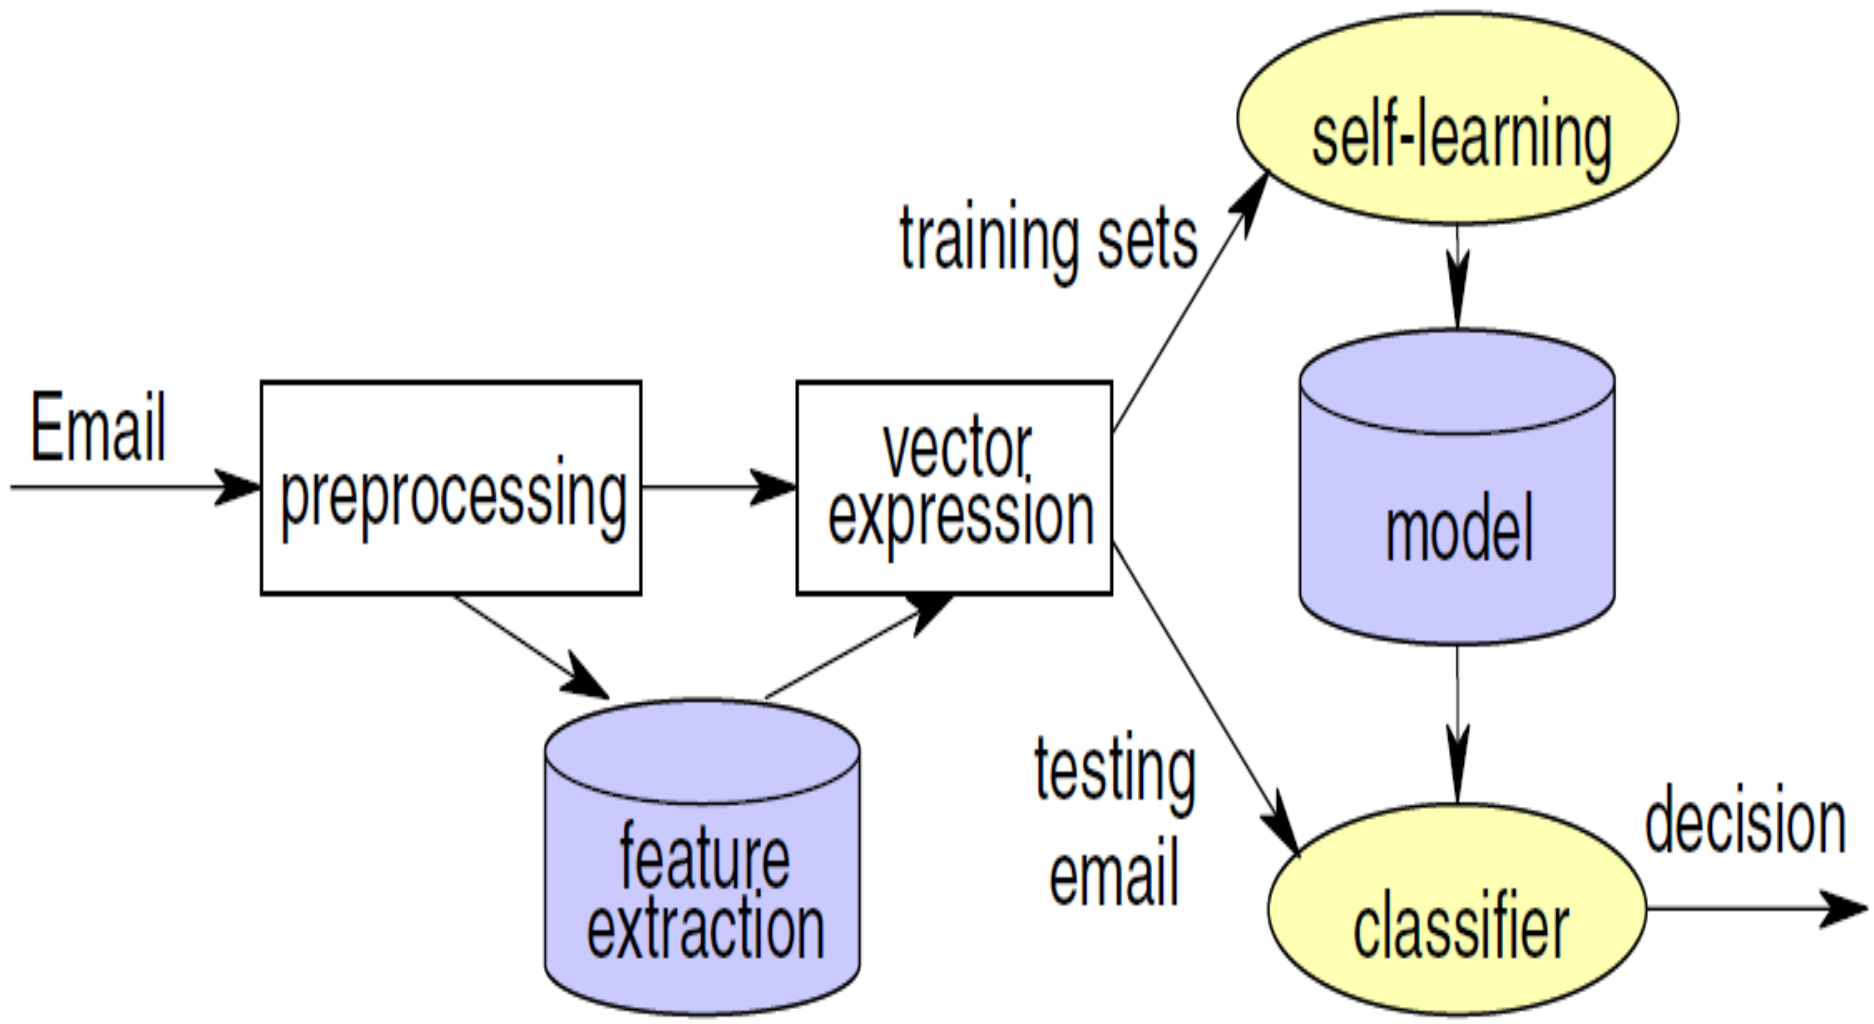 self-learning
training sets
Email
preprocessing
vector
expression
model
feature
extraction
testing
email
classifier
decision